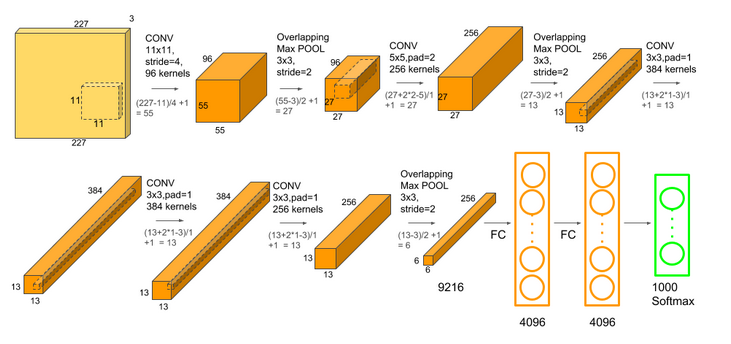 227
3
11
11
227
CONV
11x11,
stride=4,
96 kernels
(227-11)/4 +1
= 55
96
55
55
Overlapping
Max POOL
3x3,
stride=2
(55-3)/2 +1
= 27
96
27
27
CONV
5x5,pad=2
256 kernels
(27+2*2-5)/1
+1 = 27
256
27
27
Overlapping
Max POOL
3x3,
stride=2
(27-3)/2 +1
= 13
256
13
13
CONV
3x3,pad=1
384 kernels
(13+2*1-3)/1
+1 = 13
384
13
13
CONV
3x3,pad=1
384 kernels
(13+2*1-3)/1
+1 = 13
384
13
13
CONV
3x3,pad=1
256 kernels
(13+2*1-3)/1
+1 = 13
256
13
13
Overlapping
Max POOL
3x3,
stride=2
(13-3)/2 +1
= 6
256
6
6
9216
FC
4096
FC
4096
1000
Softmax